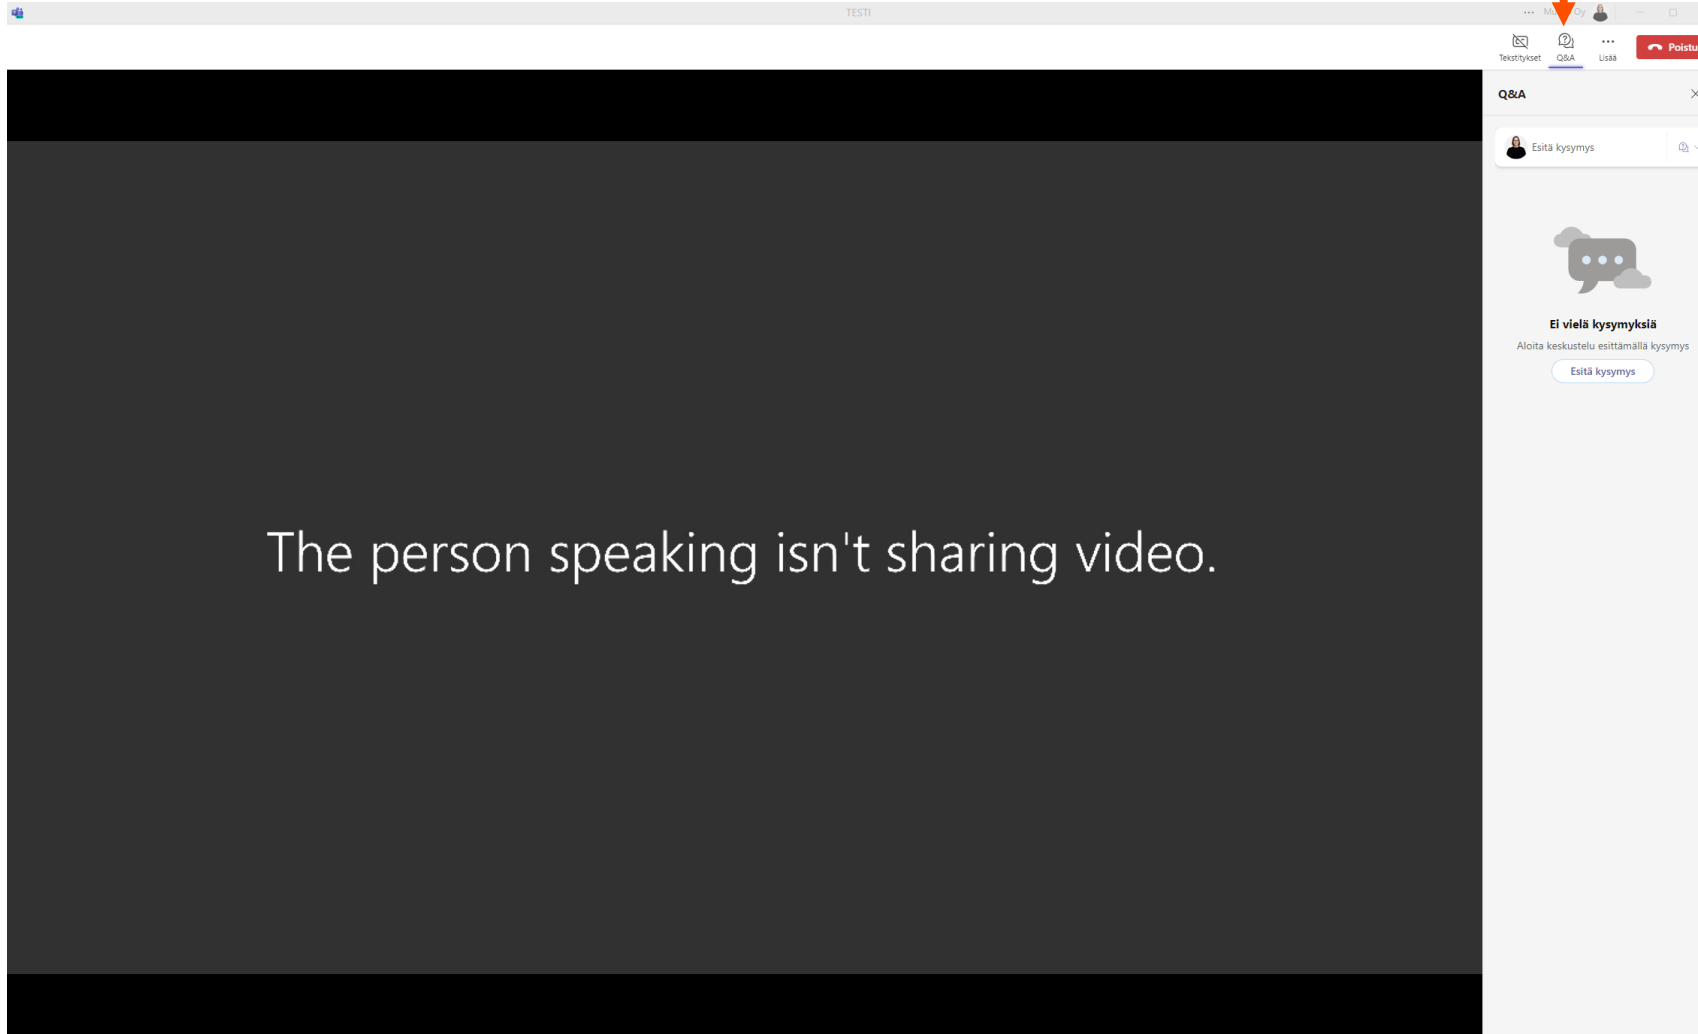 TESTI
Oy
Tekstitykset
Q&A
Lisää
Poistu
Q&A
Esitä kysymys
The person speaking isn't sharing video.
Ei vielä kysymyksiä
Aloita keskustelu esittämällä kysymys
Esitä kysymys